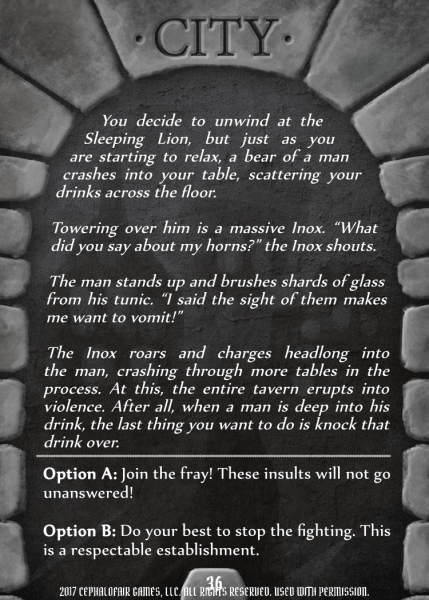 · CITY ·
You decide to unwind at the
Sleeping Lion, but just as you
are starting to relax, a bear of a man
crashes into your table, scattering your
drinks across the floor.
Towering over him is a massive Inox. “What
did you say about my horns?” the Inox shouts.
The man stands up and brushes shards of glass
from his tunic. “I said the sight of them makes
me want to vomit!”
The Inox roars and charges headlong into
the man, crashing through more tables in the
process. At this, the entire tavern erupts into
violence. After all, when a man is deep into his
drink, the last thing you want to do is knock that
drink over.
Option A: Join the fray! These insults will not go
unanswered!
Option B: Do your best to stop the fighting. This
is a respectable establishment.
36
2017 CEPHALOFAIR GAMES, LLC. ALL RIGHTS RESERVED. USED WITH PERMISSION.